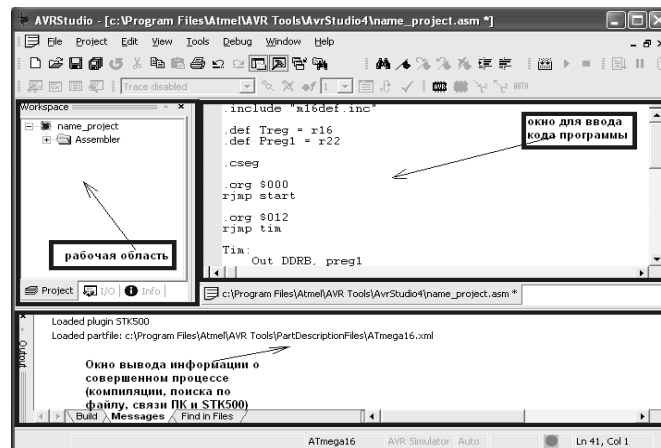 AVRStudio - [c:\Program Files\Atmel\AVR Tools\AvrStudio4\name_project.asm *]
File Project Edit View Tools Debug Window Help
Trace disabled
1
AUTO
Workspace
name_project
Assembler
рабочая область
Project I/O Info
.include "m16def.inc"
.def Treg = r16
.def Preg1 = r22
.cseg
.org $000
rjmp start
.org $012
rjmp tim
Tim:
Out DDRB, preg1
окно для ввода
кода программы
c:\Program Files\Atmel\AVR Tools\AvrStudio4\name_project.asm *
Output
Loaded plugin STK500
Loaded partfile: c:\Program Files\Atmel\AVR Tools\PartDescriptionFiles\ATmega16.xml
Окно вывода информации о
совершенном процессе
(компиляции, поиска по
файлу, связи ПК и STK500)
Build Messages Find in Files
ATmega16 AVR Simulator Auto Ln 41, Col 1